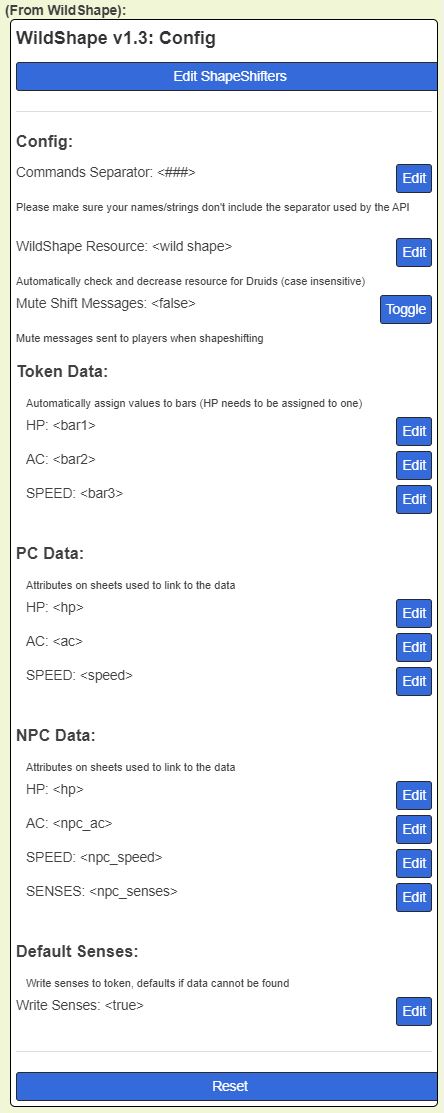 (From WildShape):
WildShape v1.3: Config
Edit ShapeShifters
Config:
Commands Separator: <###>
Edit
Please make sure your names/strings don't include the separator used by the API
WildShape Resource: <wild shape>
Edit
Automatically check and decrease resource for Druids (case insensitive)
Mute Shift Messages: <false>
Toggle
Mute messages sent to players when shapeshifting
Token Data:
Automatically assign values to bars (HP needs to be assigned to one)
HP: <bar1>
Edit
AC: <bar2>
Edit
SPEED: <bar3>
Edit
PC Data:
Attributes on sheets used to link to the data
HP: <hp>
Edit
AC: <ac>
Edit
SPEED: <speed>
Edit
NPC Data:
Attributes on sheets used to link to the data
HP: <hp>
Edit
AC: <npc_ac>
Edit
SPEED: <npc_speed>
Edit
SENSES: <npc_senses>
Edit
Default Senses:
Write senses to token, defaults if data cannot be found
Write Senses: <true>
Edit
Reset